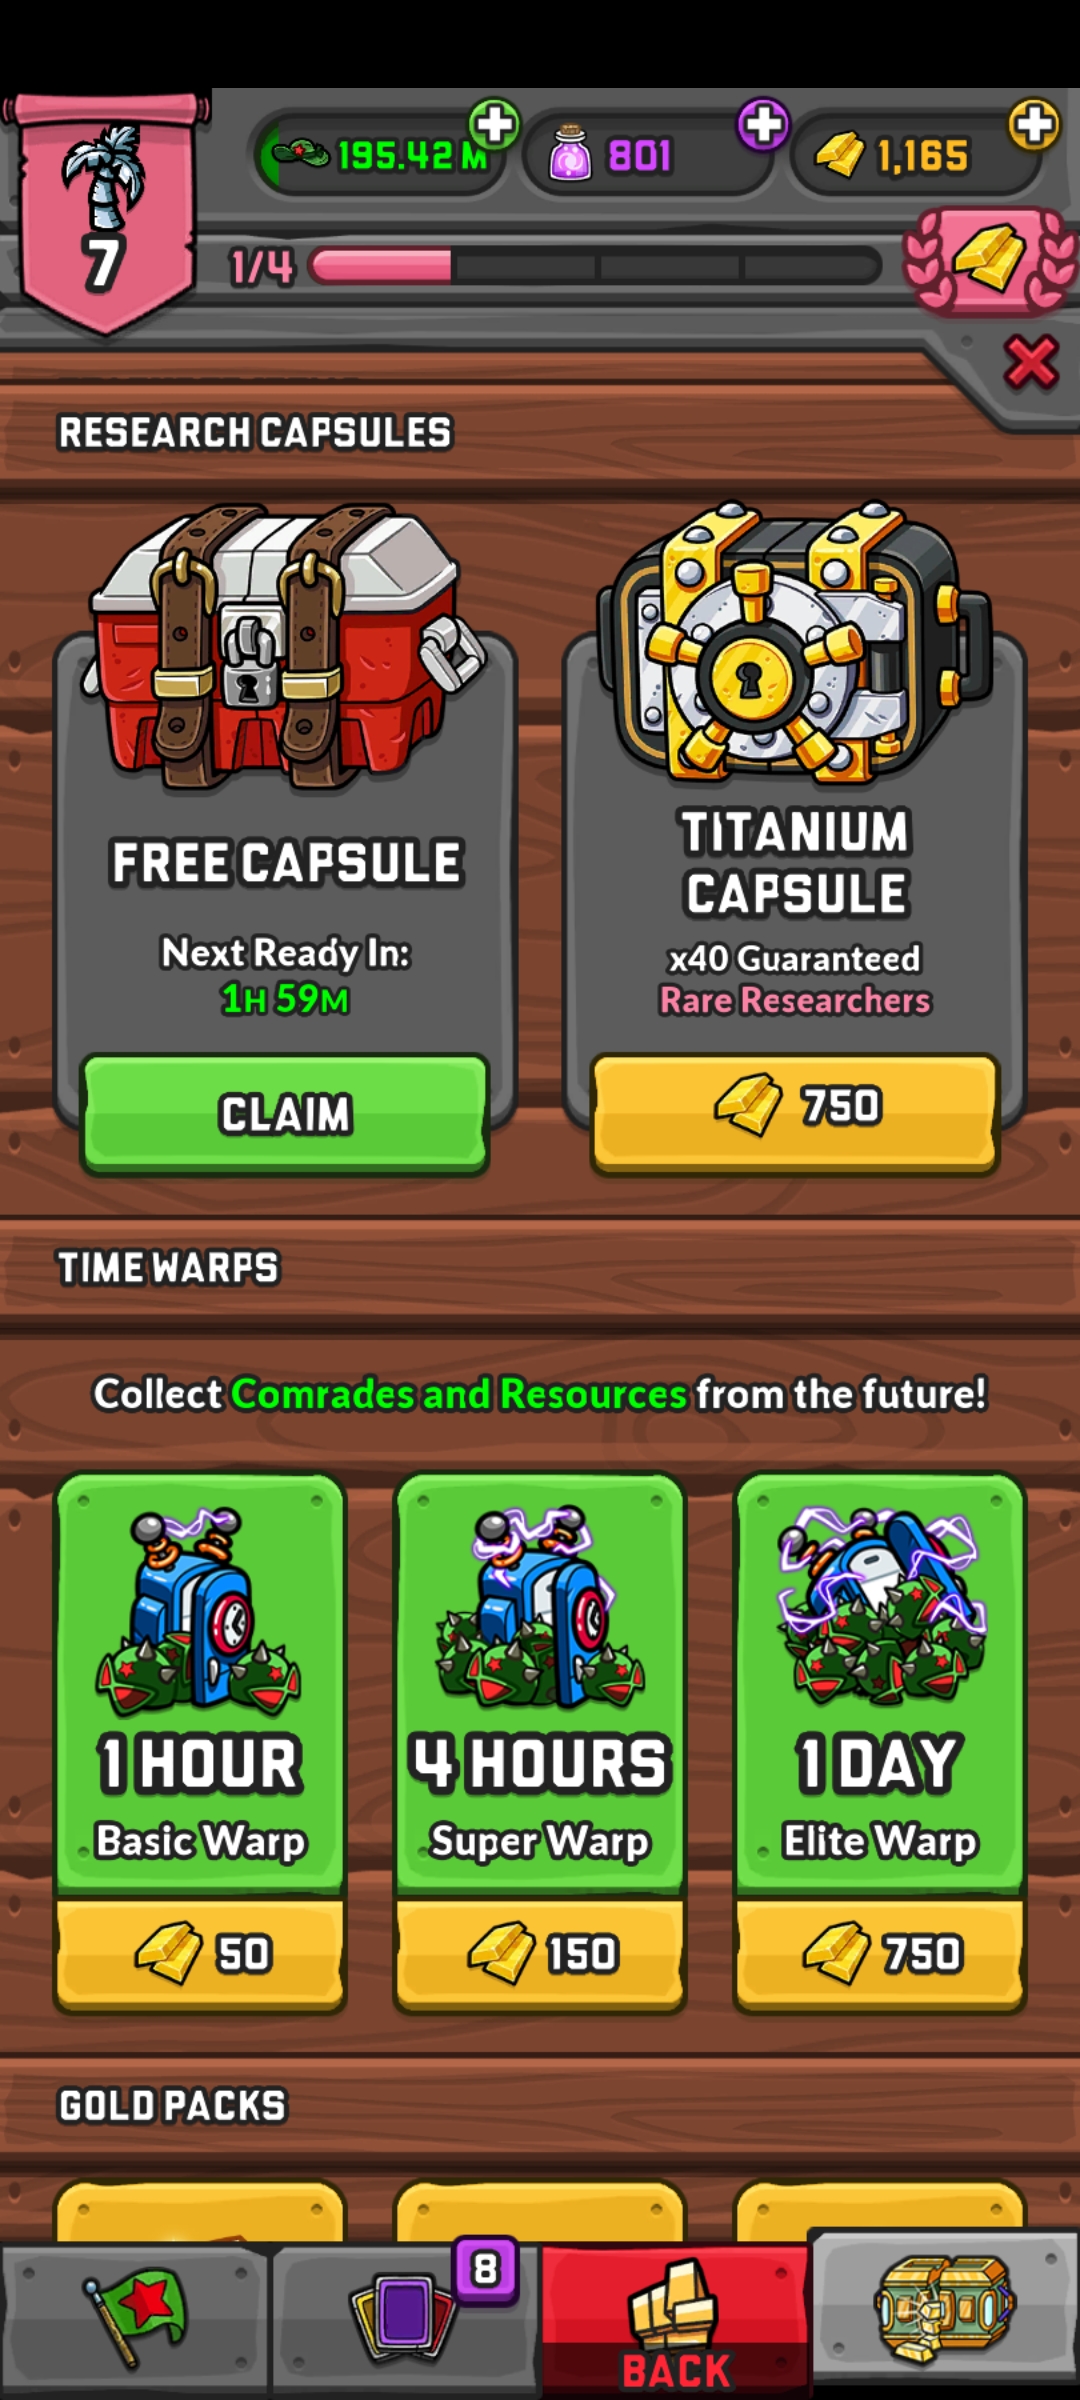 195.42 M
801
1,165
7
1/4
RESEARCH CAPSULES
FREE CAPSULE
Next Ready In:
1H 59M
CLAIM
TITANIUM
CAPSULE
x40 Guaranteed
Rare Researchers
750
TIME WARPS
Collect Comrades and Resources from the future!
1 HOUR
Basic Warp
50
4 HOURS
Super Warp
150
1 DAY
Elite Warp
750
GOLD PACKS
8
BACK